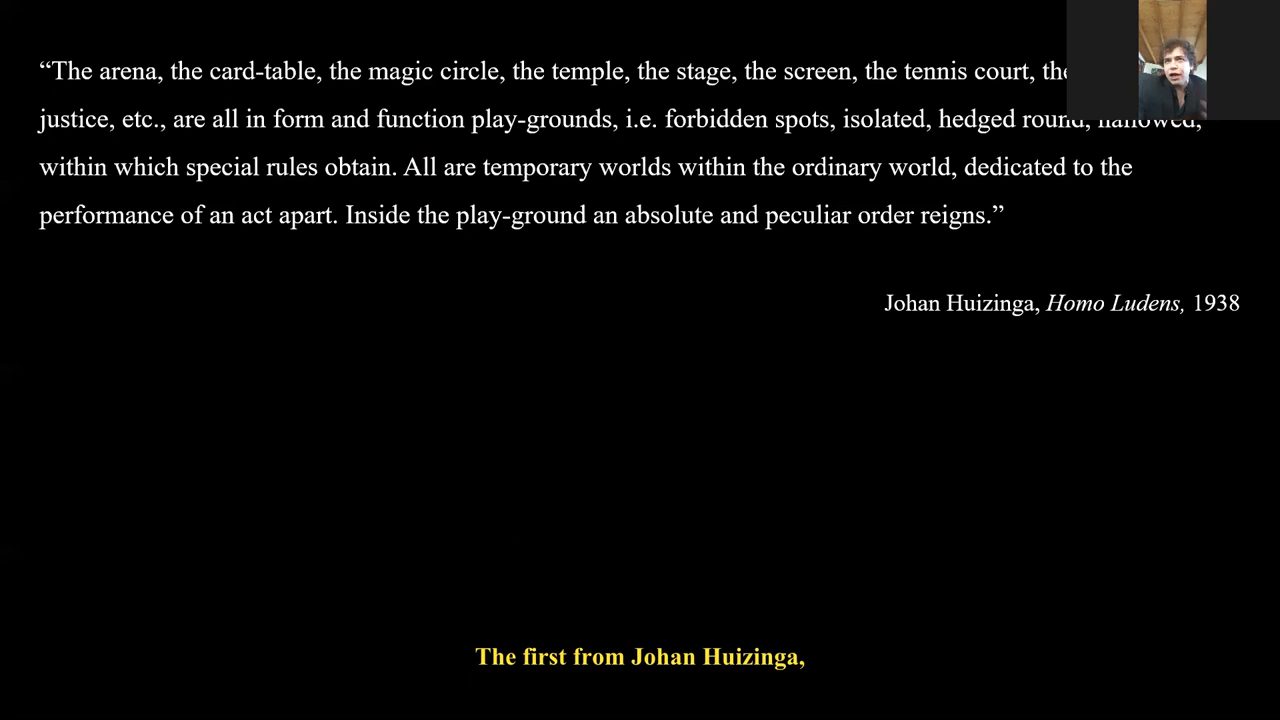 “The arena, the card-table, the magic circle, the temple, the stage, the screen, the tennis court, the
justice, etc., are all in form and function play-grounds, i.e. forbidden spots, isolated, hedged round, hallowed,
within which special rules obtain. All are temporary worlds within the ordinary world, dedicated to the
performance of an act apart. Inside the play-ground an absolute and peculiar order reigns.”
Johan Huizinga, Homo Ludens, 1938
The first from Johan Huizinga,